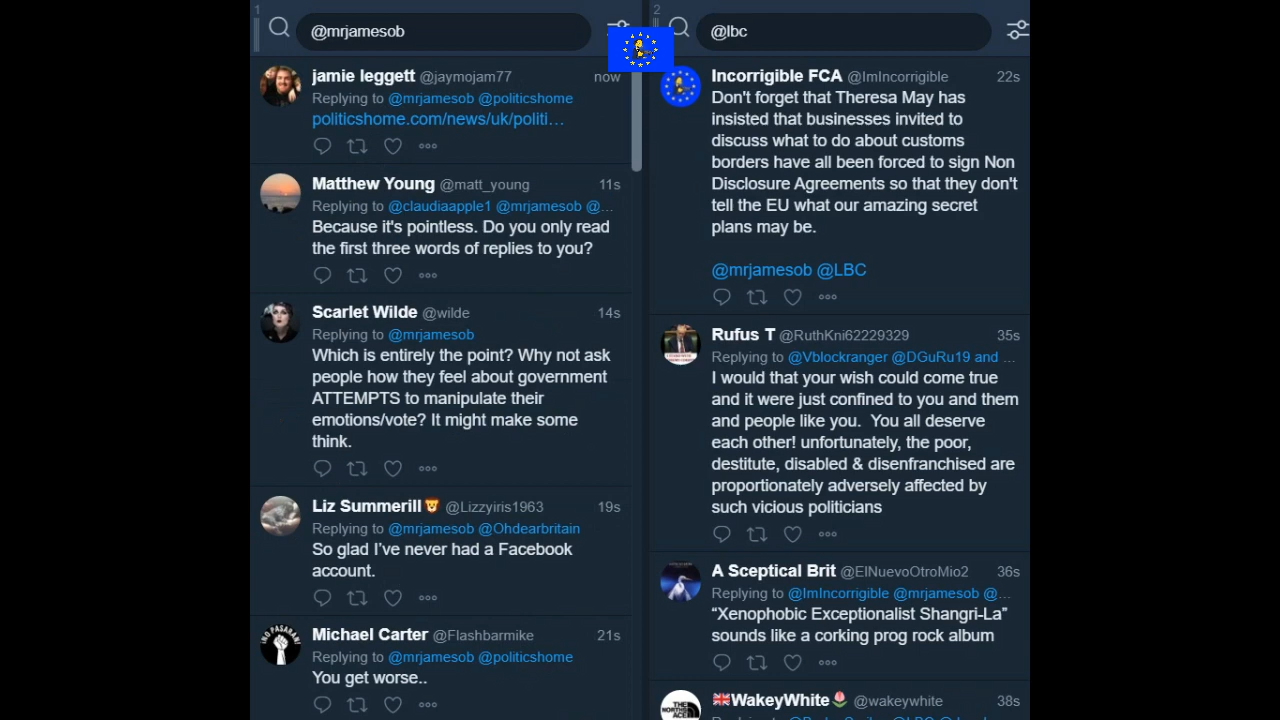 1
@mrjamesob
jamie leggett @jaymojam77 now
Replying to @mrjamesob @politicshome
politicshome.com/news/uk/politi…
Matthew Young @matt_young 11s
Replying to @claudiaapple1 @mrjamesob @…
Because it's pointless. Do you only read
the first three words of replies to you?
Scarlet Wilde @wilde 14s
Replying to @mrjamesob
Which is entirely the point? Why not ask
people how they feel about government
ATTEMPTS to manipulate their
emotions/vote? It might make some
think.
Liz Summerill🦁 @Lizzyiris1963 19s
Replying to @mrjamesob @Ohdearbritain
So glad I've never had a Facebook
account.
NO PASARAN!
Michael Carter @Flashbarmike 21s
Replying to @mrjamesob @politicshome
You get worse..
2
@lbc
Incorrigible FCA @ImIncorrigible 22s
Don't forget that Theresa May has
insisted that businesses invited to
discuss what to do about customs
borders have all been forced to sign Non
Disclosure Agreements so that they don't
tell the EU what our amazing secret
plans may be.
@mrjamesob @LBC
Rufus T @RuthKni62229329 35s
Replying to @Vblockranger @DGuRu19 and …
I would that your wish could come true
and it were just confined to you and them
and people like you.  You all deserve
each other! unfortunately, the poor,
destitute, disabled & disenfranchised are
proportionately adversely affected by
such vicious politicians
A Sceptical Brit @ElNuevoOtroMio2 36s
Replying to @ImIncorrigible @mrjamesob @…
“Xenophobic Exceptionalist Shangri-La”
sounds like a corking prog rock album
THE NORTHS ACE
🇬🇧WakeyWhite🌷 @wakeywhite 38s